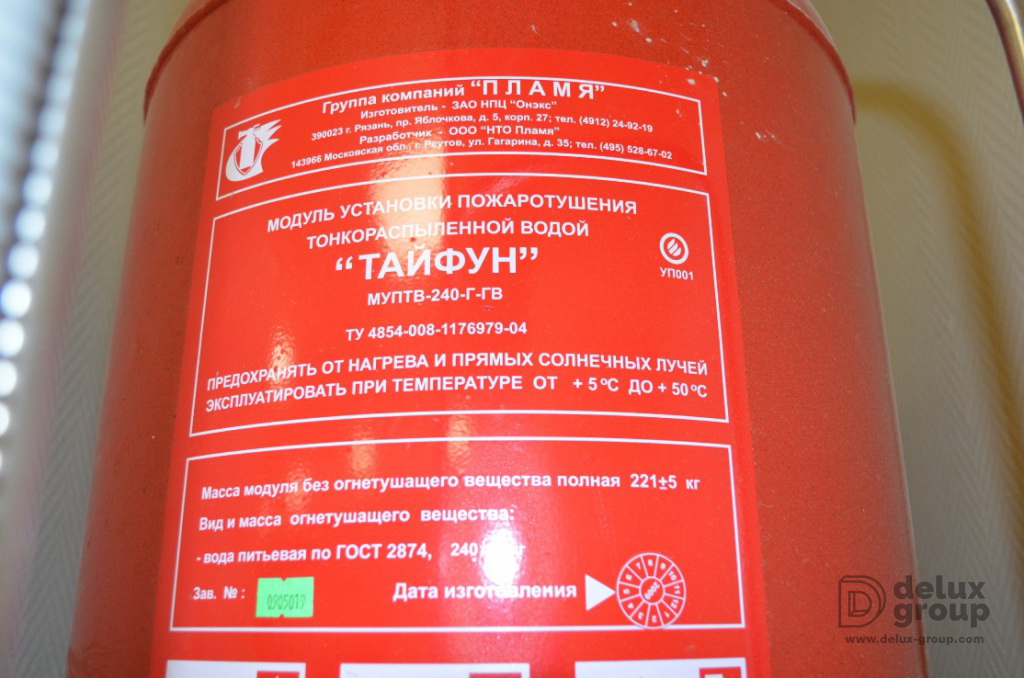 Группа компаний "ПЛАМЯ"
Изготовитель - ЗАО НПЦ "Онэкс"
390023 г. Рязань, пр. Яблочкова, д. 5, корп. 27; тел. (4912) 24-92-19
Разработчик - ООО "НТО Пламя"
143966 Московская обл., г. Реутов, ул. Гагарина, д. 35; тел. (495) 528-67-02
МОДУЛЬ УСТАНОВКИ ПОЖАРОТУШЕНИЯ
ТОНКОРАСПЫЛЕННОЙ ВОДОЙ
"ТАЙФУН"
МУПТВ-240-Г-ГВ
УП001
ТУ 4854-008-1176979-04
ПРЕДОХРАНЯТЬ ОТ НАГРЕВА И ПРЯМЫХ СОЛНЕЧНЫХ ЛУЧЕЙ
ЭКСПЛУАТИРОВАТЬ ПРИ ТЕМПЕРАТУРЕ ОТ + 5 ºС ДО + 50 ºС
Масса модуля без огнетушащего вещества полная 221±5 кг
Вид и масса огнетушащего вещества:
- вода питьевая по ГОСТ 2874, 240 кг
Зав. № : 0905019 Дата изготовления
delux
group
www.delux-group.com